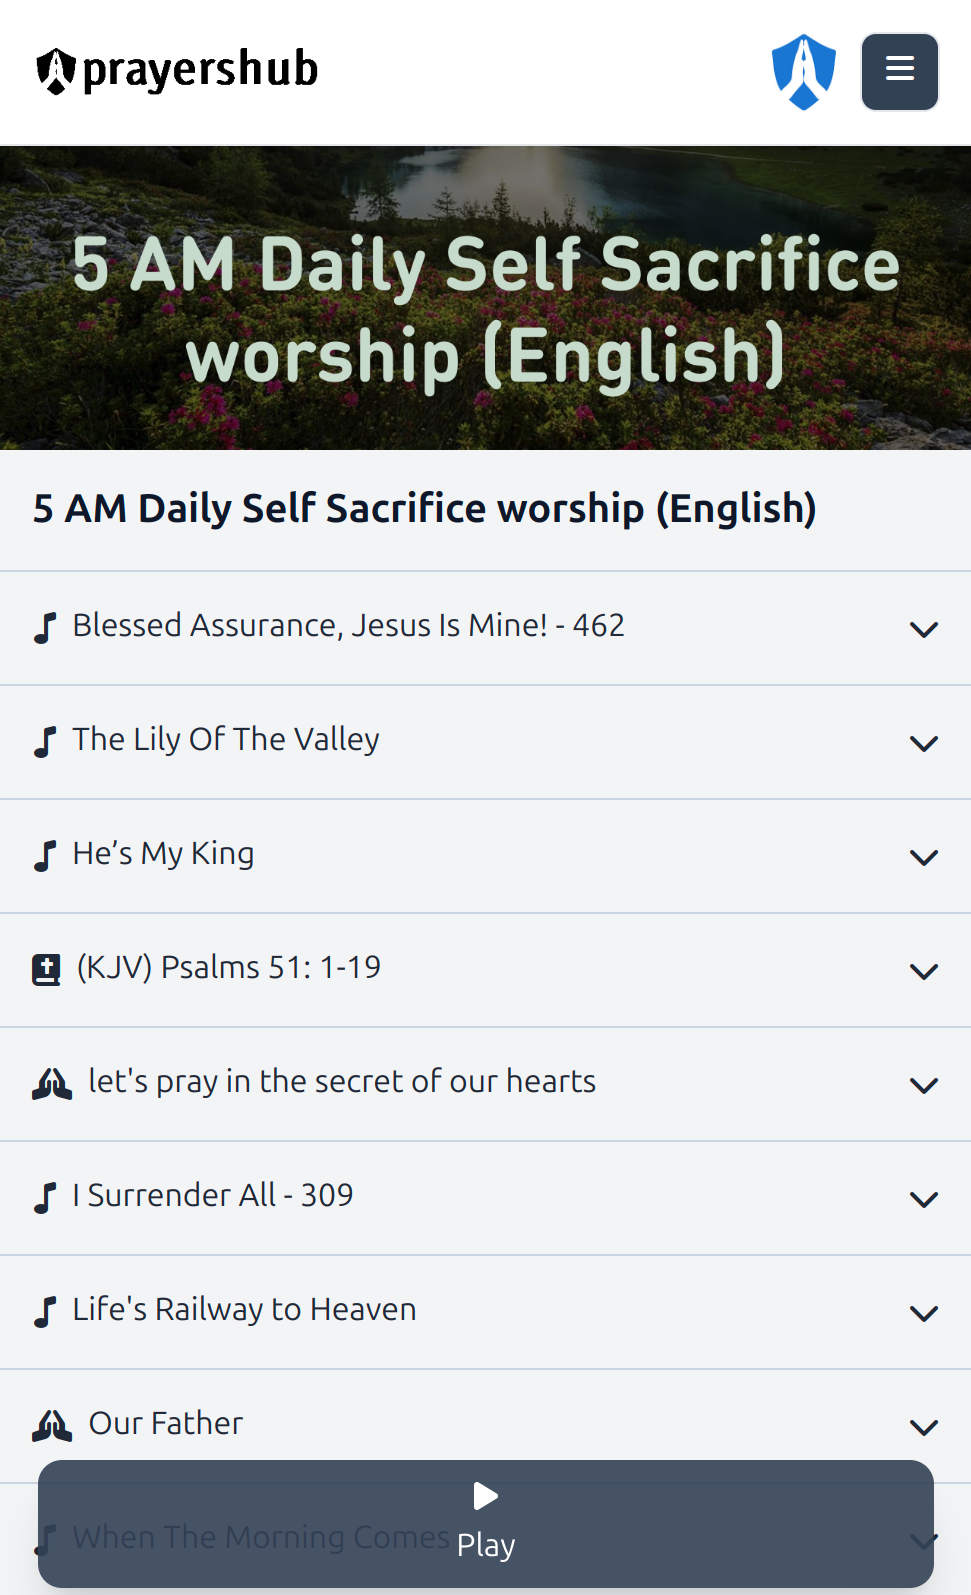 prayershub
5 AM Daily Self Sacrifice
worship (English)
5 AM Daily Self Sacrifice worship (English)
Blessed Assurance, Jesus Is Mine! - 462
The Lily Of The Valley
He’s My King
(KJV) Psalms 51: 1-19
let's pray in the secret of our hearts
I Surrender All - 309
Life's Railway to Heaven
Our Father
When The Morning Comes
Play